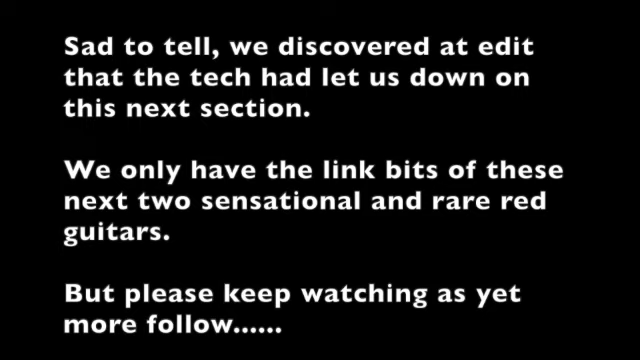 Sad to tell, we discovered at edit
that the tech had let us down on
this next section.
We only have the link bits of these
next two sensational and rare red
guitars.
But please keep watching as yet
more follow......